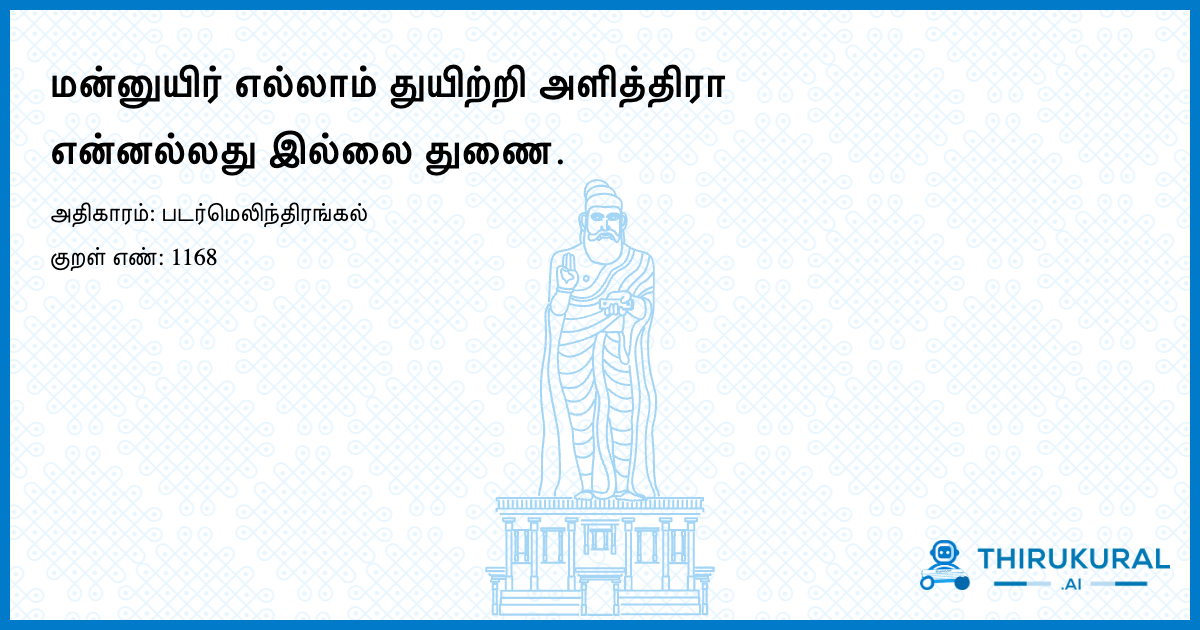 மன்னுயிர் எல்லாம் துயிற்றி அளித்திரா
என்னல்லது இல்லை துணை.
அதிகாரம்: படர்மெலிந்திரங்கல்
குறள் எண்: 1168
THIRUKURAL
.AI